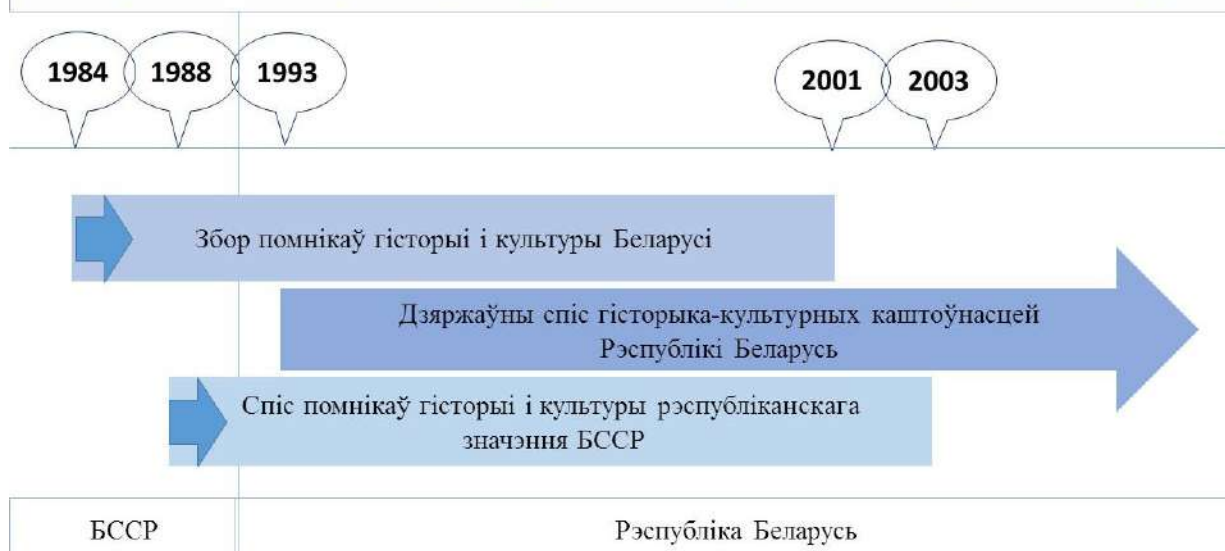 1984
1988
1993
2001
2003
Збор помнікаў гісторыі і культуры Беларусі
Дзяржаўны спіс гісторыка-культурных каштоўнасцей
Рэспублікі Беларусь
Спіс помнікаў гісторыі і культуры рэспубліканскага
значэння БССР
БССР
Рэспубліка Беларусь